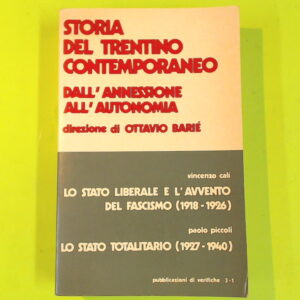 STORIA
DEL TRENTINO
CONTEMPORANEO
DALL'ANNESSIONE
ALL'AUTONOMIA
direzione di OTTAVIO BARIÉ
vincenzo calì
LO STATO LIBERALE E L'AVVENTO
DEL FASCISMO (1918-1926)
paolo piccoli
LO STATO TOTALITARIO (1927-1940)
pubblicazioni di verifiche 3-1